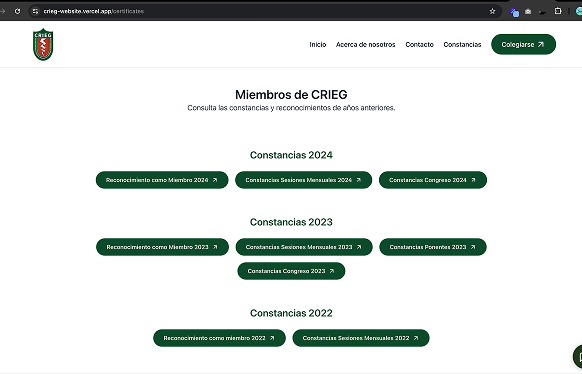 crieg-website.vercel.app/certificates
CRIEG
Inicio Acerca de nosotros Contacto Constancias Colegiarse
Miembros de CRIEG
Consulta las constancias y reconocimientos de años anteriores.
Constancias 2024
Reconocimiento como Miembro 2024 Constancias Sesiones Mensuales 2024 Constancias Congreso 2024
Constancias 2023
Reconocimiento como Miembro 2023 Constancias Sesiones Mensuales 2023 Constancias Ponentes 2023
Constancias Congreso 2023
Constancias 2022
Reconocimiento como miembro 2022 Constancias Sesiones Mensuales 2022